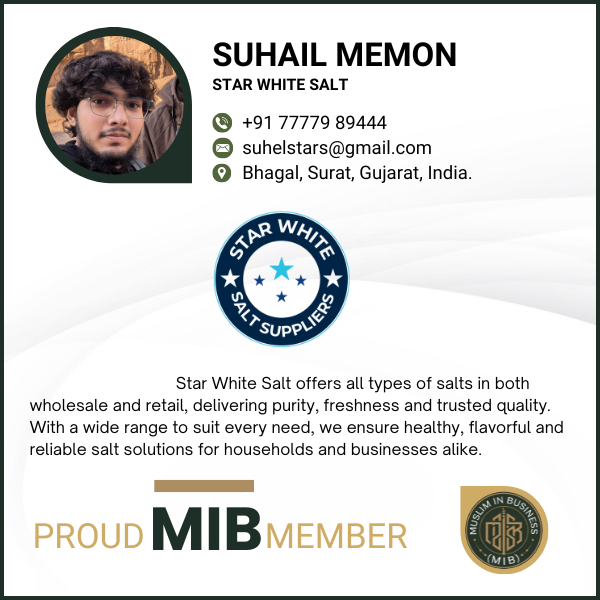 SUHAIL MEMON
STAR WHITE SALT
+91 77779 89444
suhelstars@gmail.com
Bhagal, Surat, Gujarat, India.
STAR WHITE
SALT SUPPLIERS
Star White Salt offers all types of salts in both
wholesale and retail, delivering purity, freshness and trusted quality.
With a wide range to suit every need, we ensure healthy, flavorful and
reliable salt solutions for households and businesses alike.
PROUD MIB MEMBER
MUSLIM IN BUSINESS
(MIB)